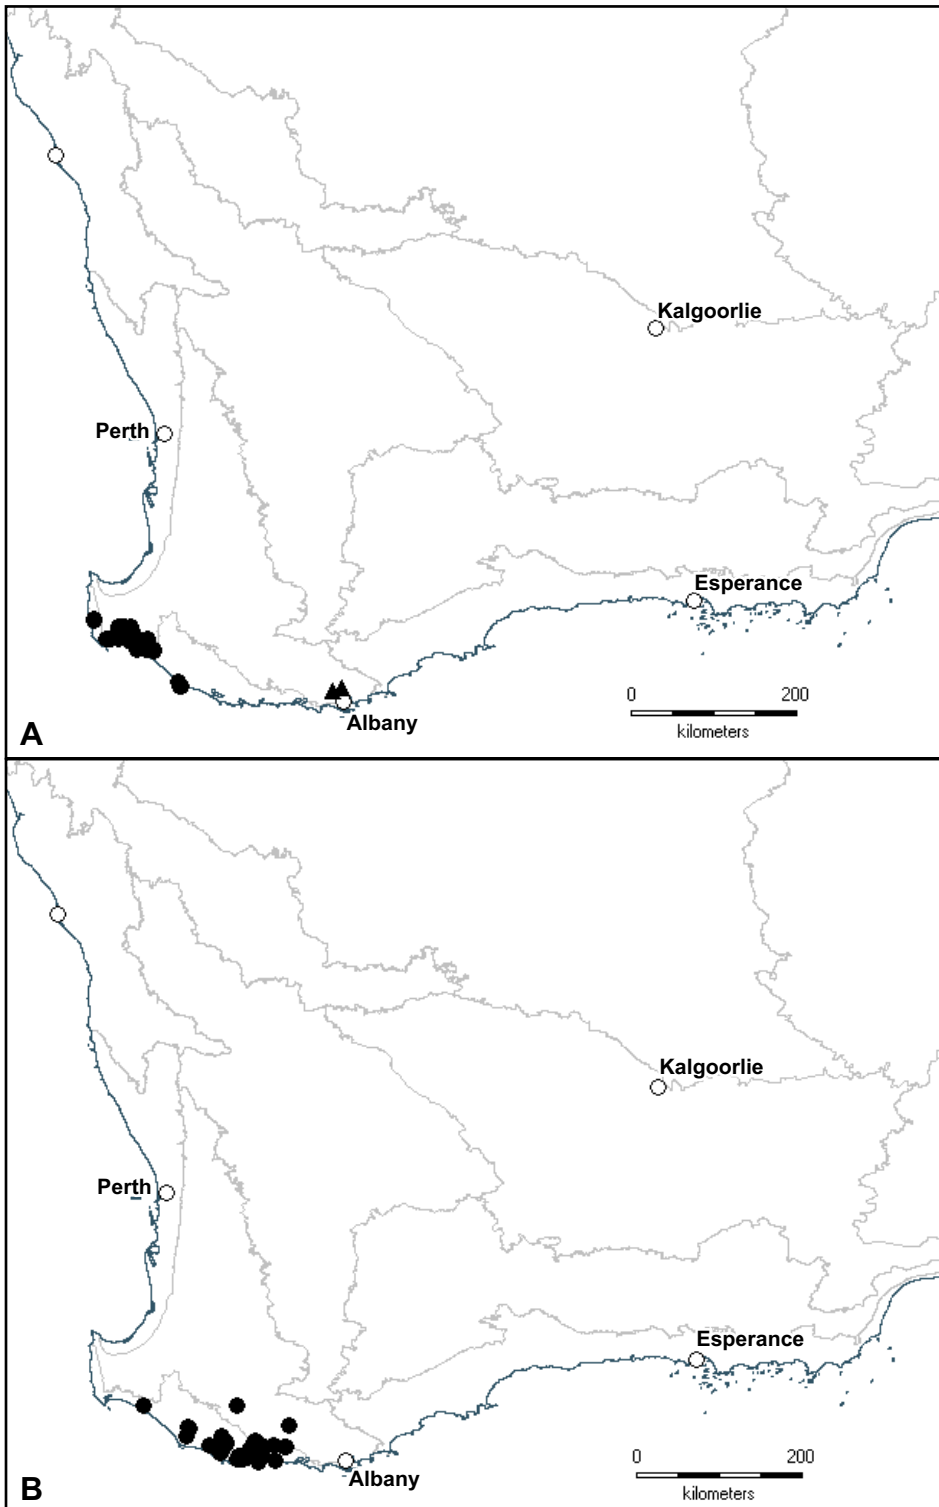 Kalgoorlie
Perth
Esperance
0 200
kilometers
Albany
A
Kalgoorlie
Perth
Esperance
0 200
kilometers
Albany
B